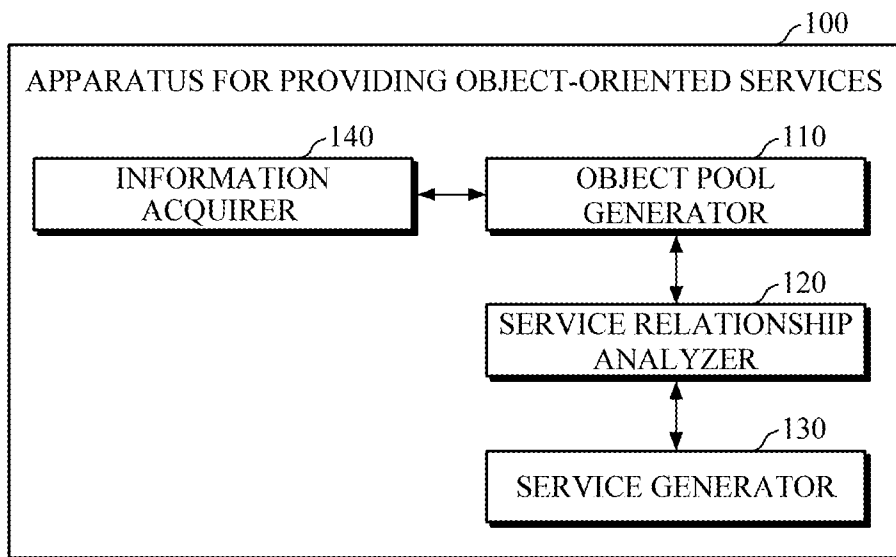 100
APPARATUS FOR PROVIDING OBJECT-ORIENTED SERVICES
140
INFORMATION
ACQUIRER
110
OBJECT POOL
GENERATOR
120
SERVICE RELATIONSHIP
ANALYZER
130
SERVICE GENERATOR